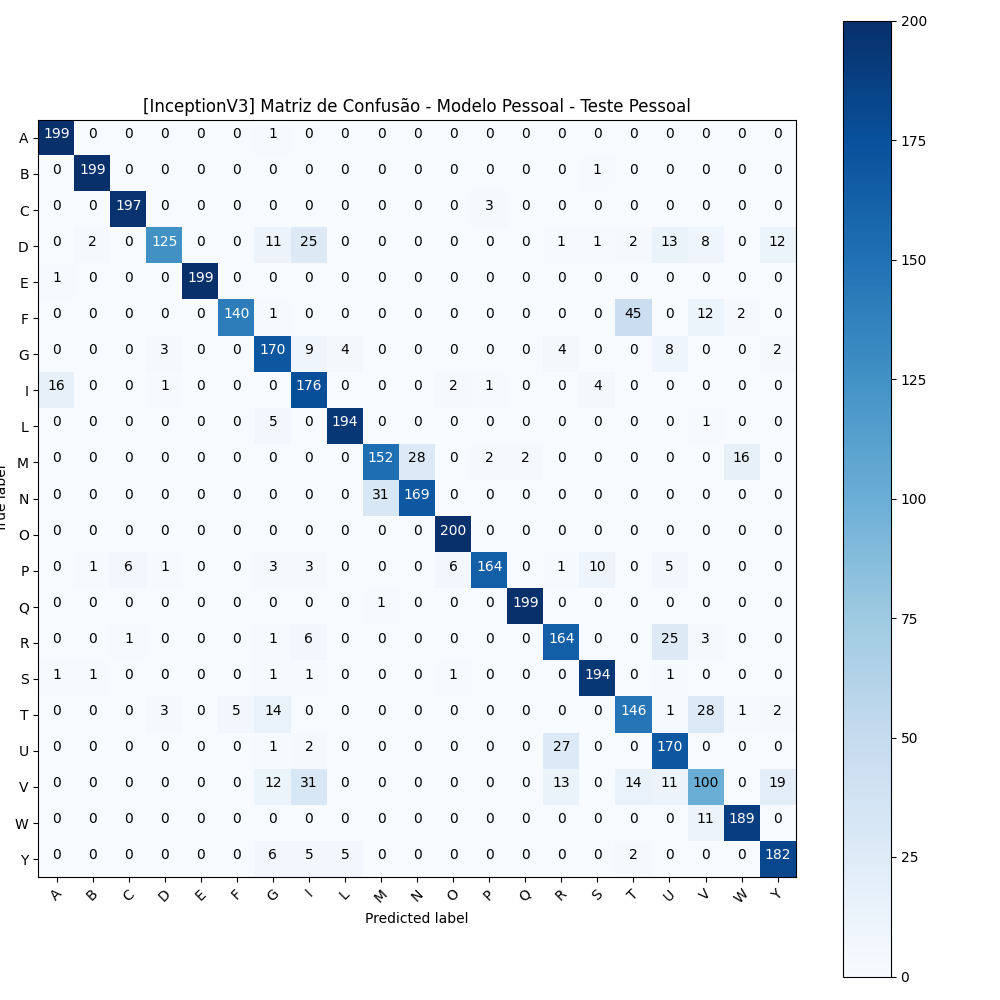 [InceptionV3] Matriz de Confusão - Modelo Pessoal - Teste Pessoal
A 199 0 0 0 0 0 1 0 0 0 0 0 0 0 0 0 0 0 0 0 0
B 0 199 0 0 0 0 0 0 0 0 0 0 0 0 0 1 0 0 0 0 0
C 0 0 197 0 0 0 0 0 0 0 0 0 3 0 0 0 0 0 0 0 0
D 0 2 0 125 0 0 11 25 0 0 0 0 0 0 1 1 2 13 8 0 12
E 1 0 0 0 199 0 0 0 0 0 0 0 0 0 0 0 0 0 0 0 0
F 0 0 0 0 0 140 1 0 0 0 0 0 0 0 0 0 45 0 12 2 0
G 0 0 0 3 0 0 170 9 4 0 0 0 0 0 4 0 0 8 0 0 2
I 16 0 0 1 0 0 0 176 0 0 0 2 1 0 0 4 0 0 0 0 0
L 0 0 0 0 0 0 5 0 194 0 0 0 0 0 0 0 0 0 1 0 0
M 0 0 0 0 0 0 0 0 0 152 28 0 2 2 0 0 0 0 0 16 0
N 0 0 0 0 0 0 0 0 0 31 169 0 0 0 0 0 0 0 0 0 0
O 0 0 0 0 0 0 0 0 0 0 0 200 0 0 0 0 0 0 0 0 0
P 0 1 6 1 0 0 3 3 0 0 0 6 164 0 1 10 0 5 0 0 0
Q 0 0 0 0 0 0 0 0 0 1 0 0 0 199 0 0 0 0 0 0 0
R 0 0 1 0 0 0 1 6 0 0 0 0 0 0 164 0 0 25 3 0 0
S 1 1 0 0 0 0 1 1 0 0 0 1 0 0 0 194 0 1 0 0 0
T 0 0 0 3 0 5 14 0 0 0 0 0 0 0 0 0 146 1 28 1 2
U 0 0 0 0 0 0 1 2 0 0 0 0 0 0 27 0 0 170 0 0 0
V 0 0 0 0 0 0 12 31 0 0 0 0 0 0 13 0 14 11 100 0 19
W 0 0 0 0 0 0 0 0 0 0 0 0 0 0 0 0 0 0 11 189 0
Y 0 0 0 0 0 0 6 5 5 0 0 0 0 0 0 0 2 0 0 0 182
A B C D E F G I L M N O P Q R S T U V W Y
Predicted label
200
175
150
125
100
75
50
25
0